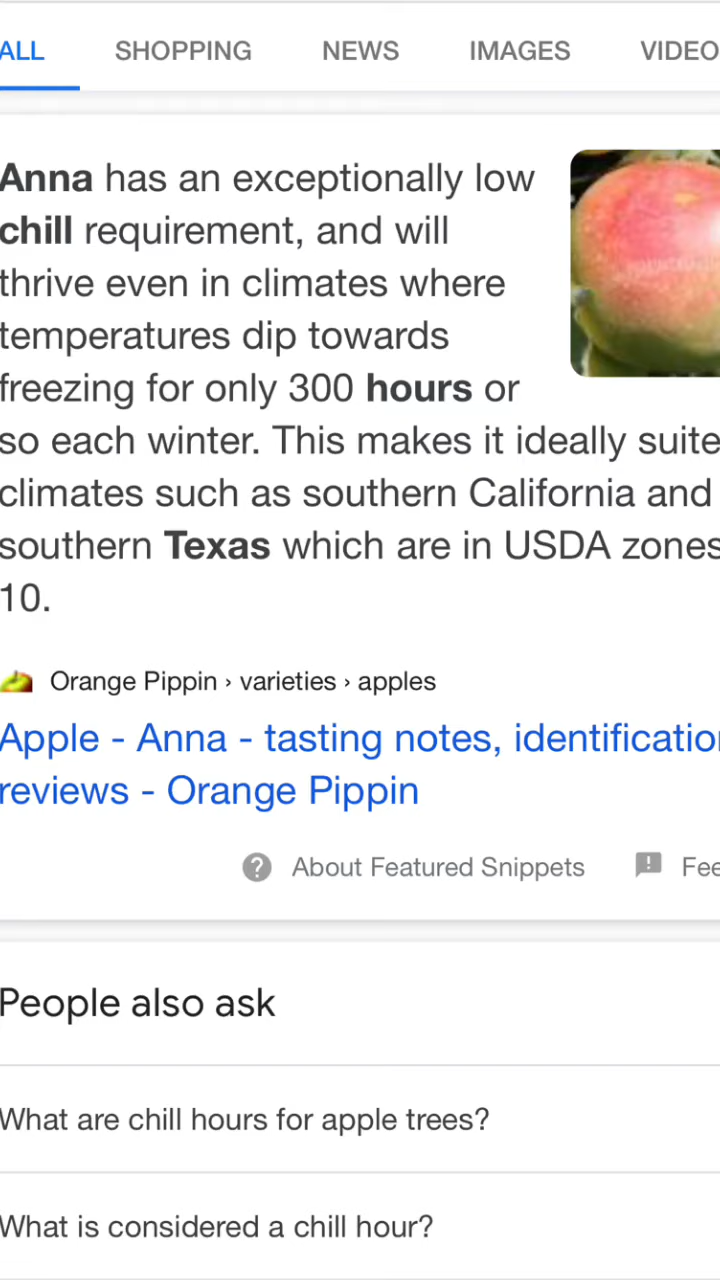 ALL SHOPPING NEWS IMAGES VIDEO
Anna has an exceptionally low
chill requirement, and will
thrive even in climates where
temperatures dip towards
freezing for only 300 hours or
so each winter. This makes it ideally suite
climates such as southern California and
southern Texas which are in USDA zones
10.
Orange Pippin › varieties › apples
Apple - Anna - tasting notes, identificatio
reviews - Orange Pippin
About Featured Snippets Fee
People also ask
What are chill hours for apple trees?
What is considered a chill hour?